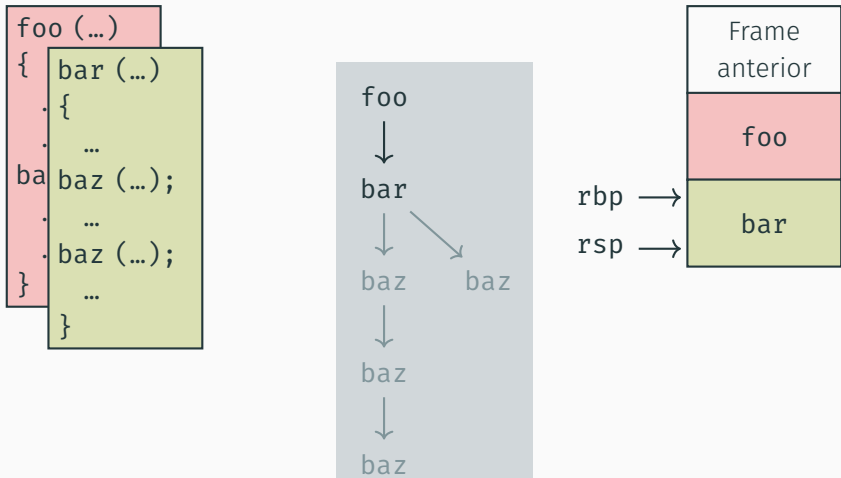 foo (…)
{
.
.
ba
.
.
}
bar (…)
{
…
baz (…);
…
baz (…);
…
}
foo
bar
baz baz
baz
baz
Frame
anterior
foo
rbp
bar
rsp